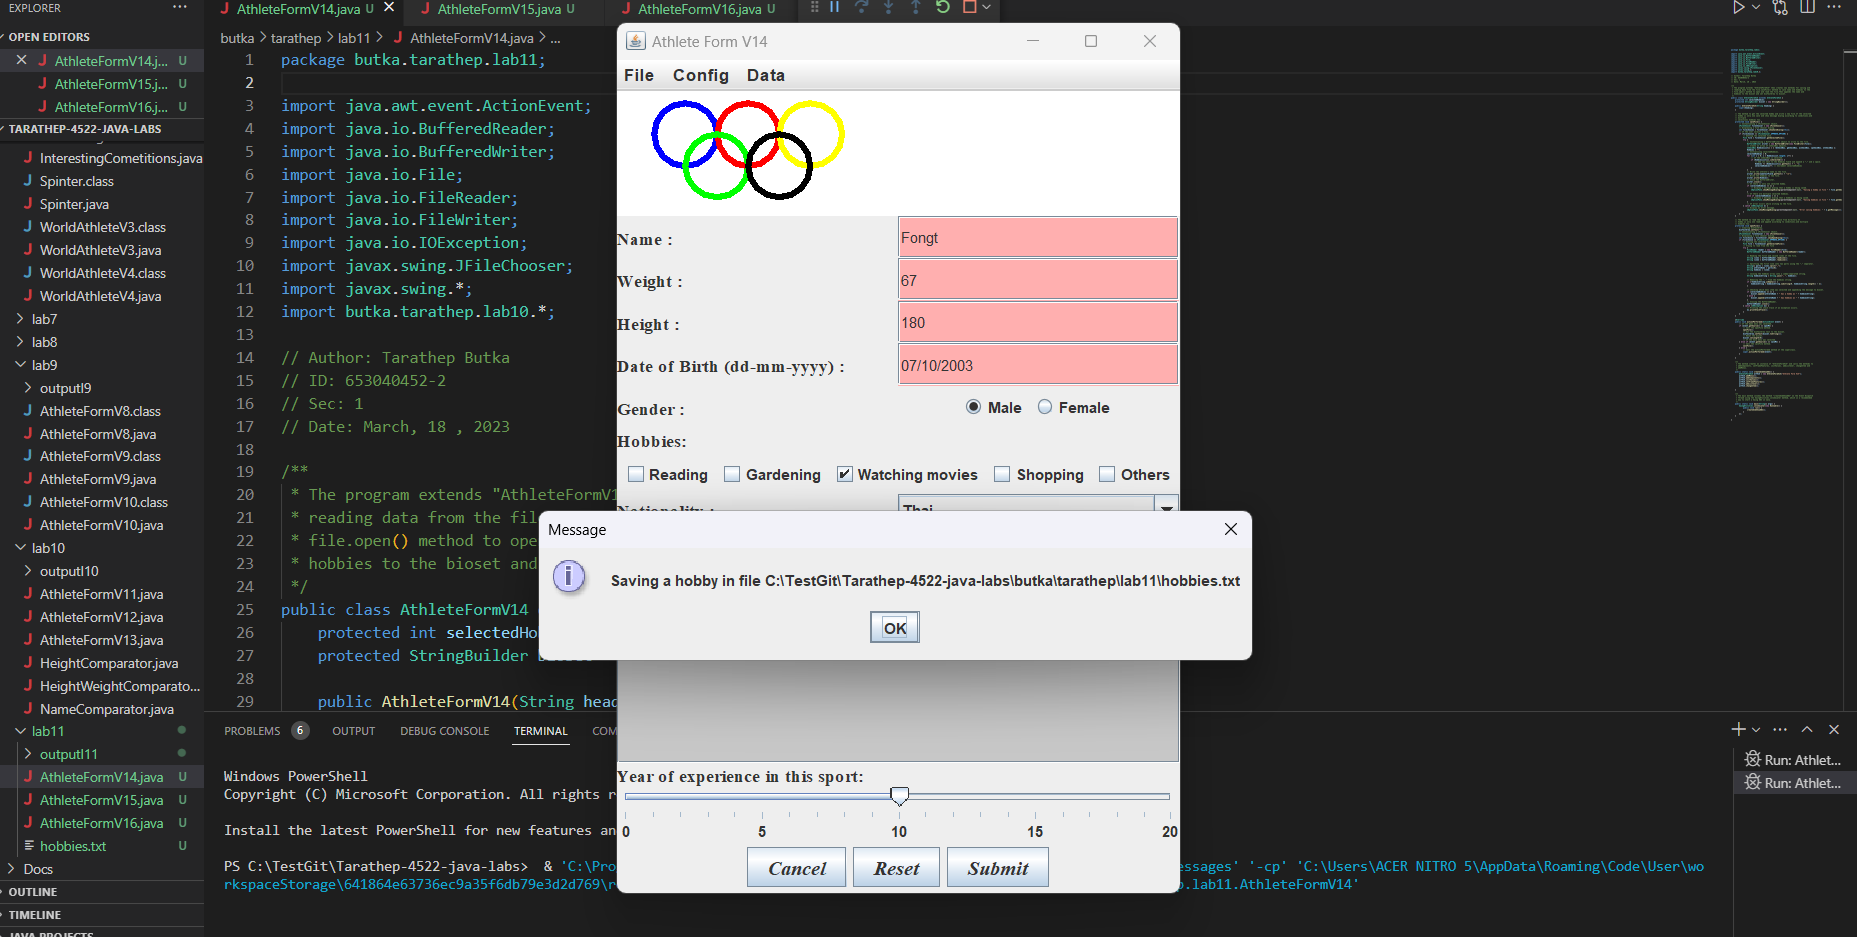 EXPLORER
OPEN EDITORS
AthleteFormV14.j... U
AthleteFormV15.j... U
AthleteFormV16.j... U
TARATHEP-4522-JAVA-LABS
InterestingCometitions.java
Spinter.class
Spinter.java
WorldAthleteV3.class
WorldAthleteV3.java
WorldAthleteV4.class
WorldAthleteV4.java
lab7
lab8
lab9
outputl9
AthleteFormV8.class
AthleteFormV8.java
AthleteFormV9.class
AthleteFormV9.java
AthleteFormV10.class
AthleteFormV10.java
lab10
outputl10
AthleteFormV11.java
AthleteFormV12.java
AthleteFormV13.java
HeightComparator.java
HeightWeightComparato...
NameComparator.java
lab11
outputl11
AthleteFormV14.java U
AthleteFormV15.java U
AthleteFormV16.java U
hobbies.txt U
Docs
OUTLINE
TIMELINE
JAVA PROJECTS
AthleteFormV14.java U
AthleteFormV15.java U
AthleteFormV16.java U
butka > tarathep > lab11 > AthleteFormV14.java > ...
1 package butka.tarathep.lab11;
2
3 import java.awt.event.ActionEvent;
4 import java.io.BufferedReader;
5 import java.io.BufferedWriter;
6 import java.io.File;
7 import java.io.FileReader;
8 import java.io.FileWriter;
9 import java.io.IOException;
10 import javax.swing.JFileChooser;
11 import javax.swing.*;
12 import butka.tarathep.lab10.*;
13
14 // Author: Tarathep Butka
15 // ID: 653040452-2
16 // Sec: 1
17 // Date: March, 18 , 2023
18
19 /**
20 * The program extends "AthleteFormV1
21 * reading data from the fil
22 * file.open() method to ope
23 * hobbies to the bioset and
24 */
25 public class AthleteFormV14
26 protected int selectedHo
27 protected StringBuilder
28
29 public AthleteFormV14(String head
Athlete Form V14
File Config Data
Name :
Fongt
Weight :
67
Height :
180
Date of Birth (dd-mm-yyyy) :
07/10/2003
Gender :
Male Female
Hobbies:
Reading Gardening Watching movies Shopping Others
Nationality :
Thai
Message
Saving a hobby in file C:\TestGit\Tarathep-4522-java-labs\butka\tarathep\lab11\hobbies.txt
OK
Year of experience in this sport:
0 5 10 15 20
Cancel Reset Submit
PROBLEMS 6 OUTPUT DEBUG CONSOLE TERMINAL COM
Windows PowerShell
Copyright (C) Microsoft Corporation. All rights r
Install the latest PowerShell for new features an
PS C:\TestGit\Tarathep-4522-java-labs> & 'C:\Pro essages' '-cp' 'C:\Users\ACER NITRO 5\AppData\Roaming\Code\User\wo
rkspaceStorage\641864e63736ec9a35f6db79e3d2d769\r p.lab11.AthleteFormV14'
Run: Athlet...
Run: Athlet...